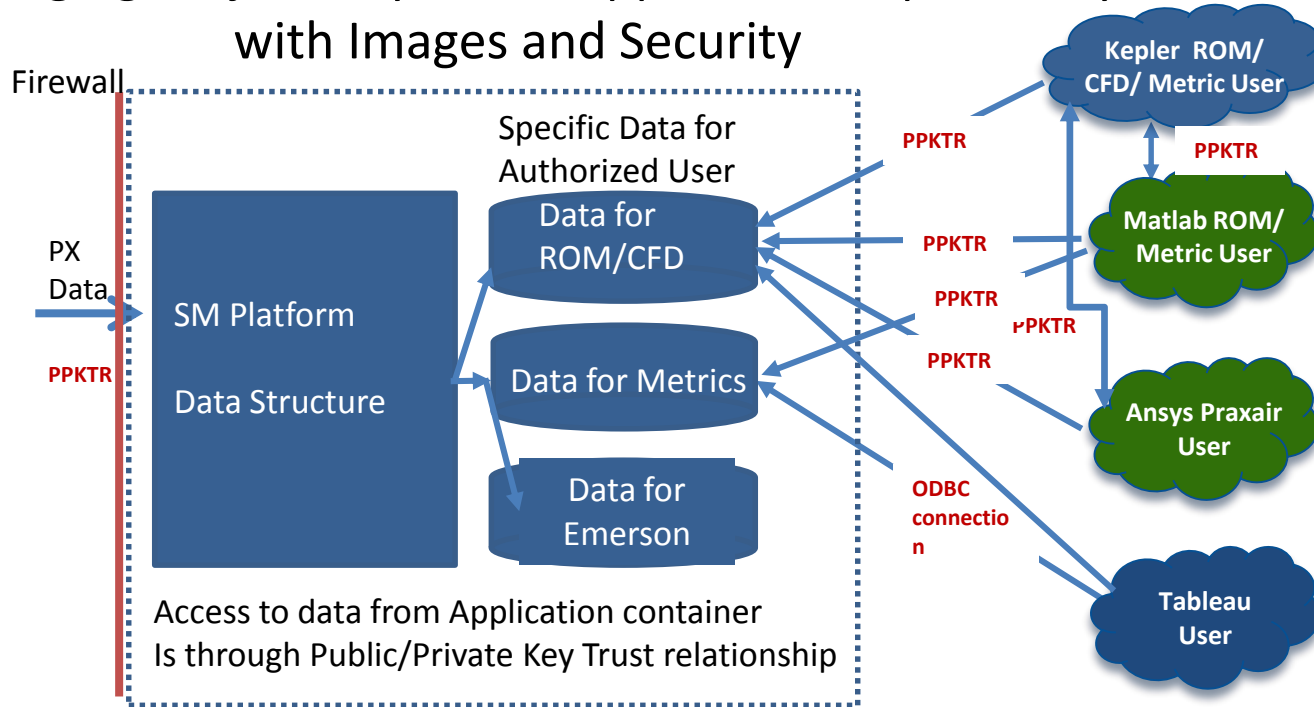 with Images and Security
Firewall
Specific Data for
Authorized User
Data for
ROM/CFD
PX
Data
PPKTR
SM Platform
Data Structure
Data for Metrics
Data for
Emerson
Access to data from Application container
Is through Public/Private Key Trust relationship
PPKTR
PPKTR
PPKTR
PPKTR
PPKTR
ODBC
connectio
n
Kepler ROM/
CFD/ Metric User
PPKTR
Matlab ROM/
Metric User
Ansys Praxair
User
Tableau
User